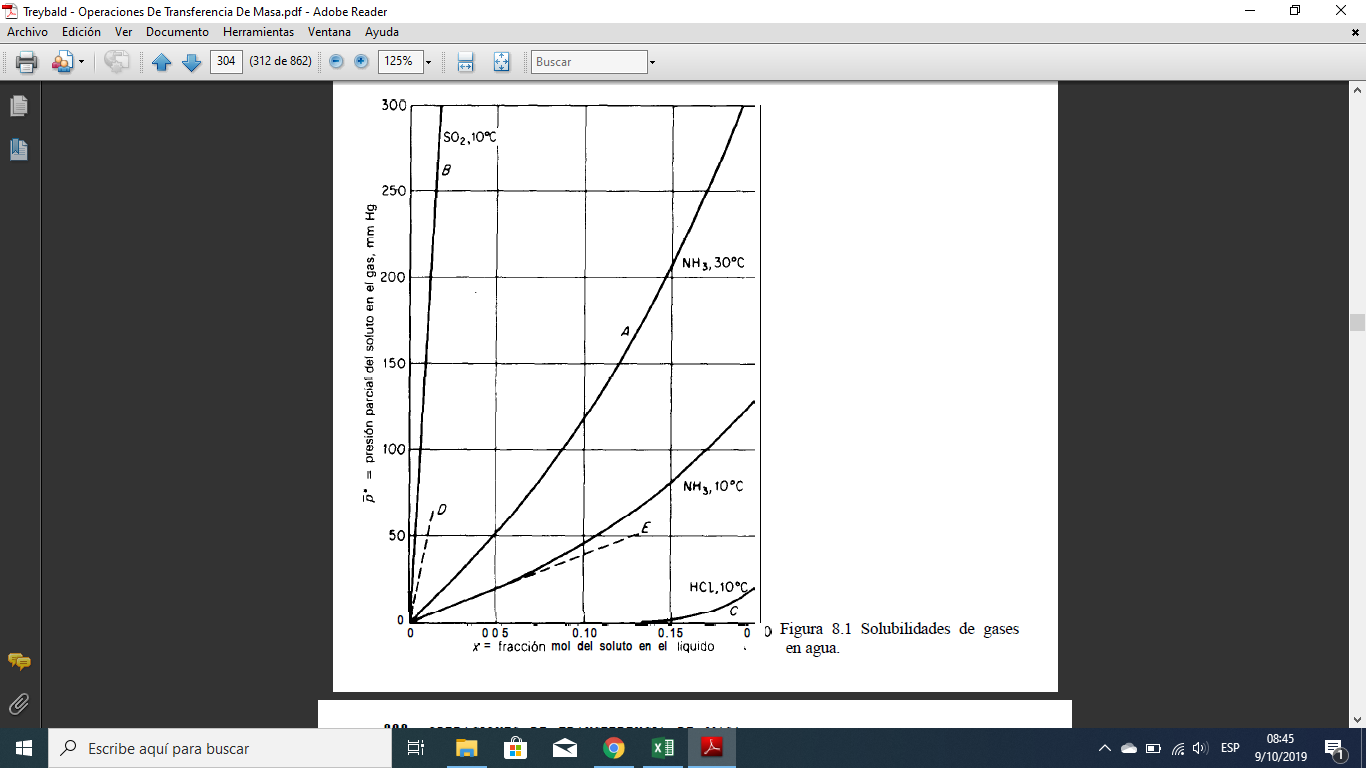 Treybald - Operaciones De Transferencia De Masa.pdf - Adobe Reader
Archivo Edición Ver Documento Herramientas Ventana Ayuda
304 (312 de 862) 125% Buscar
300
SO₂, 10°C
B
250
NH₃, 30°C
200
A
150
100
NH₃, 10°C
D
50
E
HCl, 10°C
C
0
0 0 05 0.10 0.15 0
p̅* = presión parcial del soluto en el gas, mm Hg
x = fracción mol del soluto en el líquido
Figura 8.1 Solubilidades de gases
en agua.
Escribe aquí para buscar
ESP
08:45
9/10/2019
1